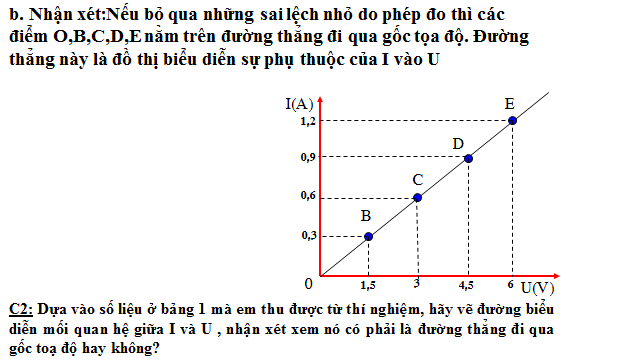 b. Nhận xét:Nếu bỏ qua những sai lệch nhỏ do phép đo thì các
điểm O,B,C,D,E nằm trên đường thẳng đi qua gốc tọa độ. Đường
thẳng này là đồ thị biểu diễn sự phụ thuộc của I vào U
I(A)
E
1,2
D
0,9
C
0,6
B
0,3
0
1,5
3
4,5
6
U(V)
C2: Dựa vào số liệu ở bảng 1 mà em thu được từ thí nghiệm, hãy vẽ đường biểu
diễn mối quan hệ giữa I và U , nhận xét xem nó có phải là đường thẳng đi qua
gốc toạ độ hay không?